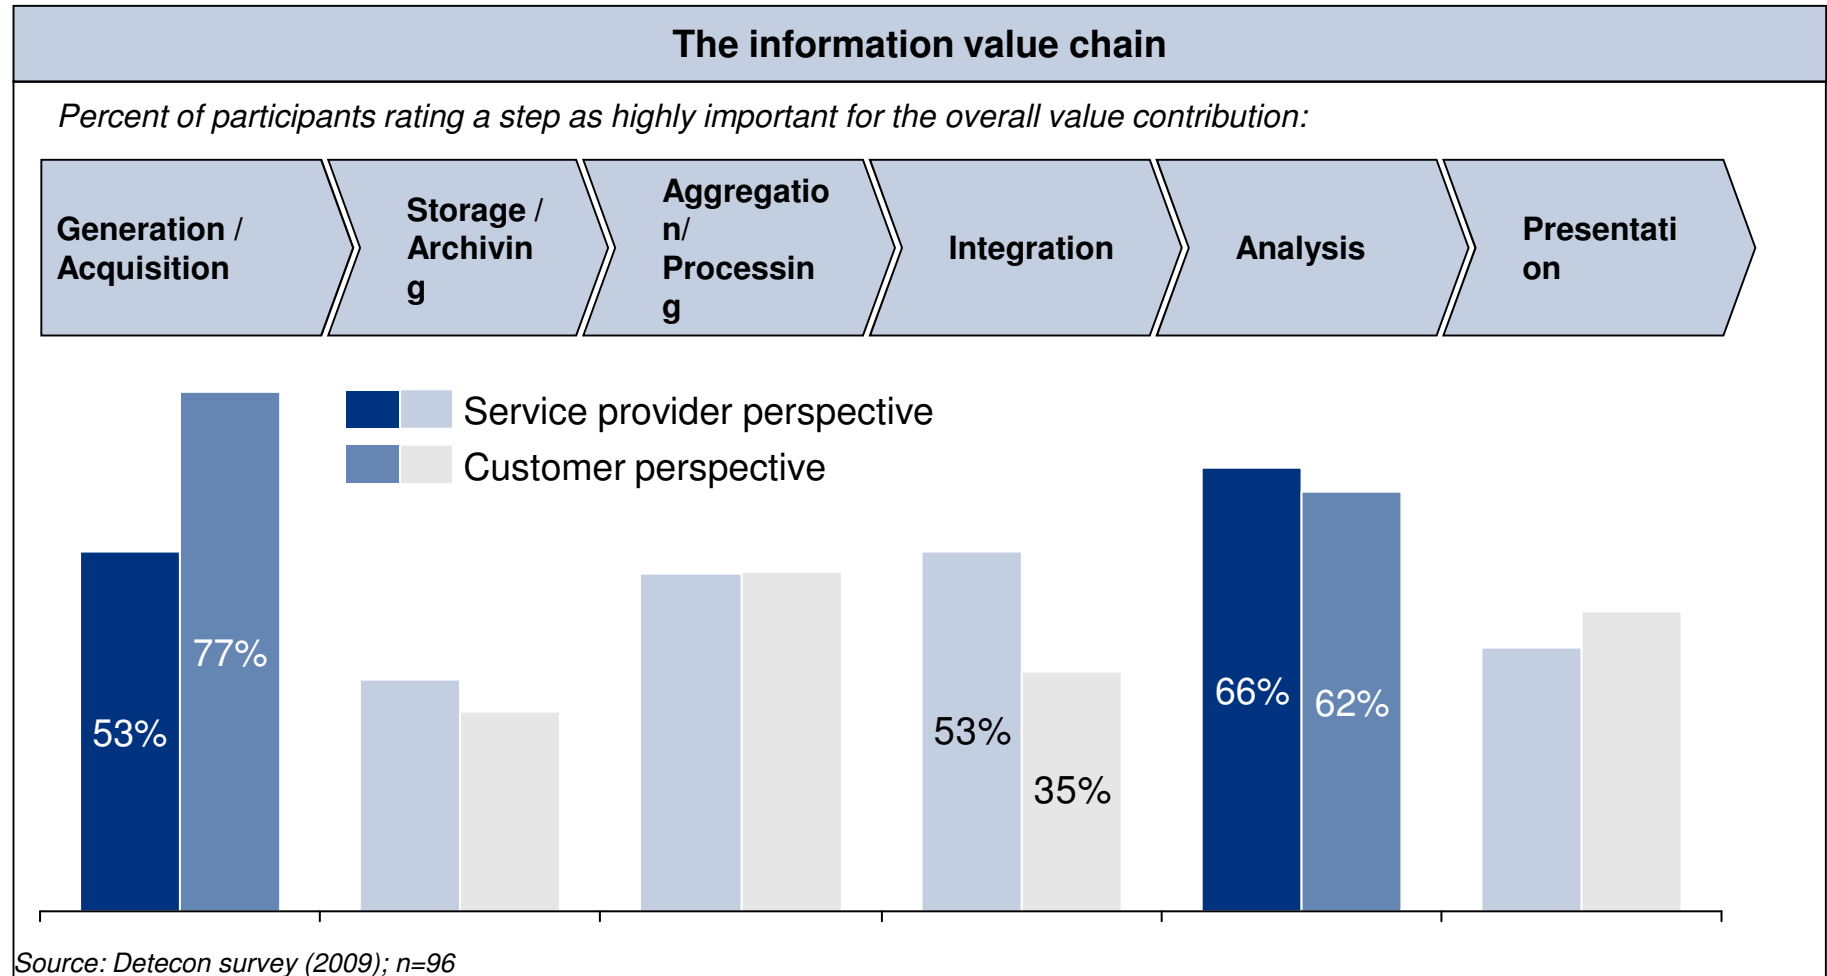 The information value chain
Percent of participants rating a step as highly important for the overall value contribution:
Generation /
Acquisition
Storage /
Archivin
g
Aggregatio
n/
Processin
g
Integration
Analysis
Presentati
on
Service provider perspective
Customer perspective
53%
77%
53%
35%
66%
62%
Source: Detecon survey (2009); n=96